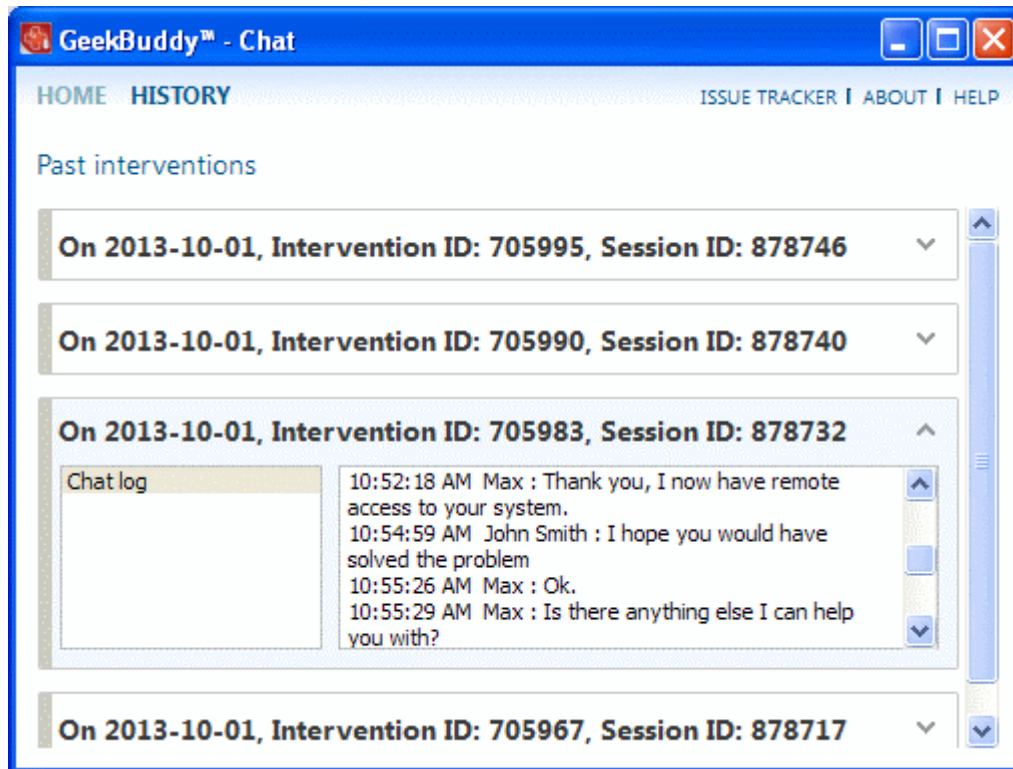 GeekBuddy™ - Chat
HOME HISTORY ISSUE TRACKER | ABOUT | HELP
Past interventions
On 2013-10-01, Intervention ID: 705995, Session ID: 878746
On 2013-10-01, Intervention ID: 705990, Session ID: 878740
On 2013-10-01, Intervention ID: 705983, Session ID: 878732
Chat log
10:52:18 AM Max : Thank you, I now have remote
access to your system.
10:54:59 AM John Smith : I hope you would have
solved the problem
10:55:26 AM Max : Ok.
10:55:29 AM Max : Is there anything else I can help
you with?
On 2013-10-01, Intervention ID: 705967, Session ID: 878717